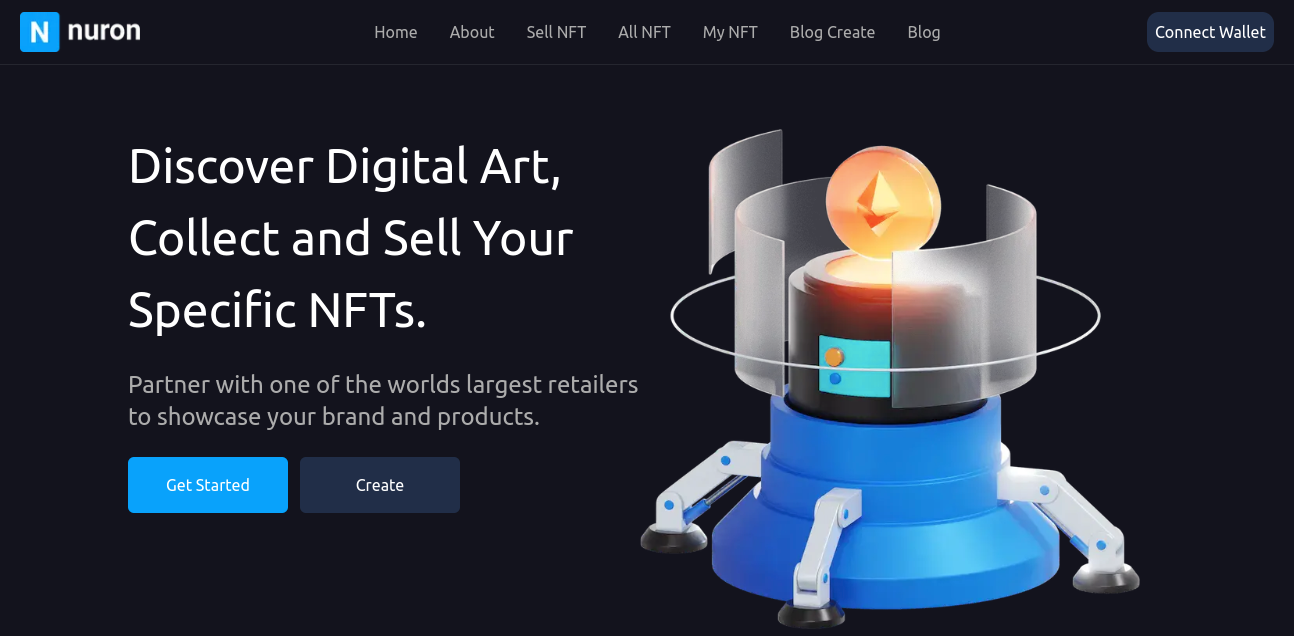 N nuron
Home About Sell NFT All NFT My NFT Blog Create Blog
Connect Wallet
Discover Digital Art,
Collect and Sell Your
Specific NFTs.
Partner with one of the worlds largest retailers
to showcase your brand and products.
Get Started
Create